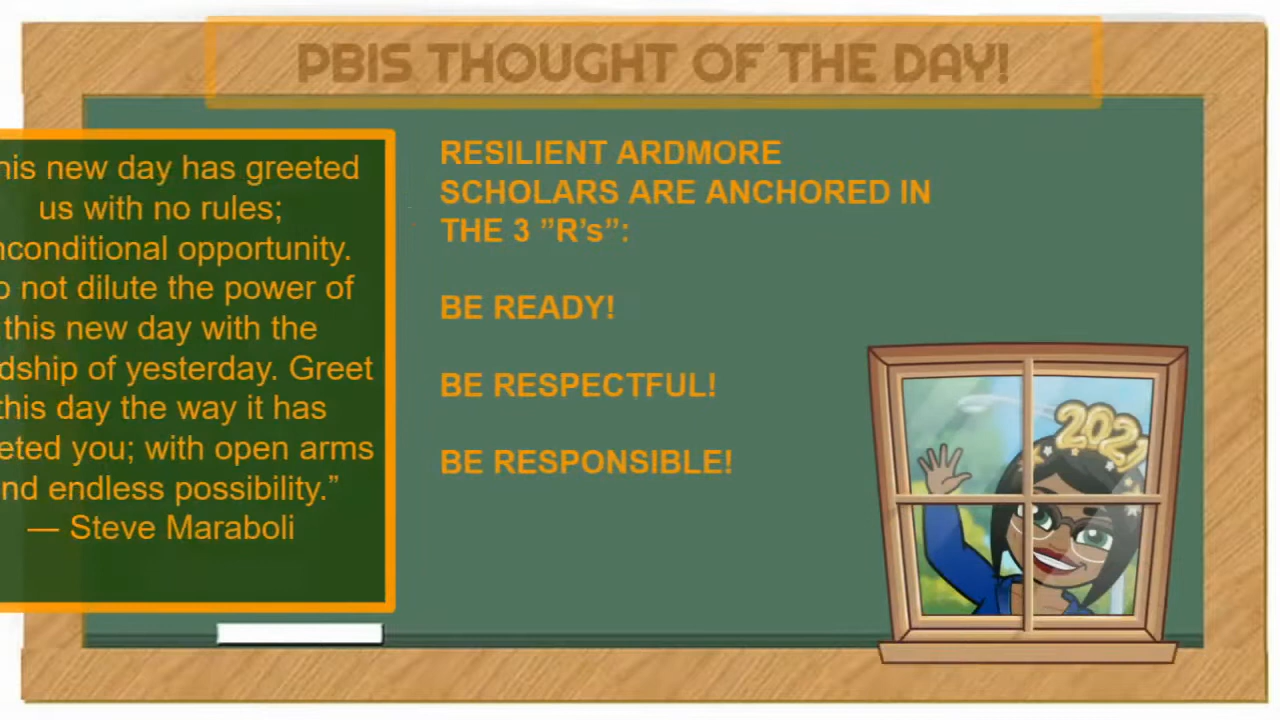 PBIS THOUGHT OF THE DAY!
his new day has greeted
us with no rules;
nconditional opportunity.
o not dilute the power of
this new day with the
dship of yesterday. Greet
this day the way it has
eted you; with open arms
nd endless possibility.”
— Steve Maraboli
RESILIENT ARDMORE
SCHOLARS ARE ANCHORED IN
THE 3 ”R’s”:
BE READY!
BE RESPECTFUL!
BE RESPONSIBLE!
2021